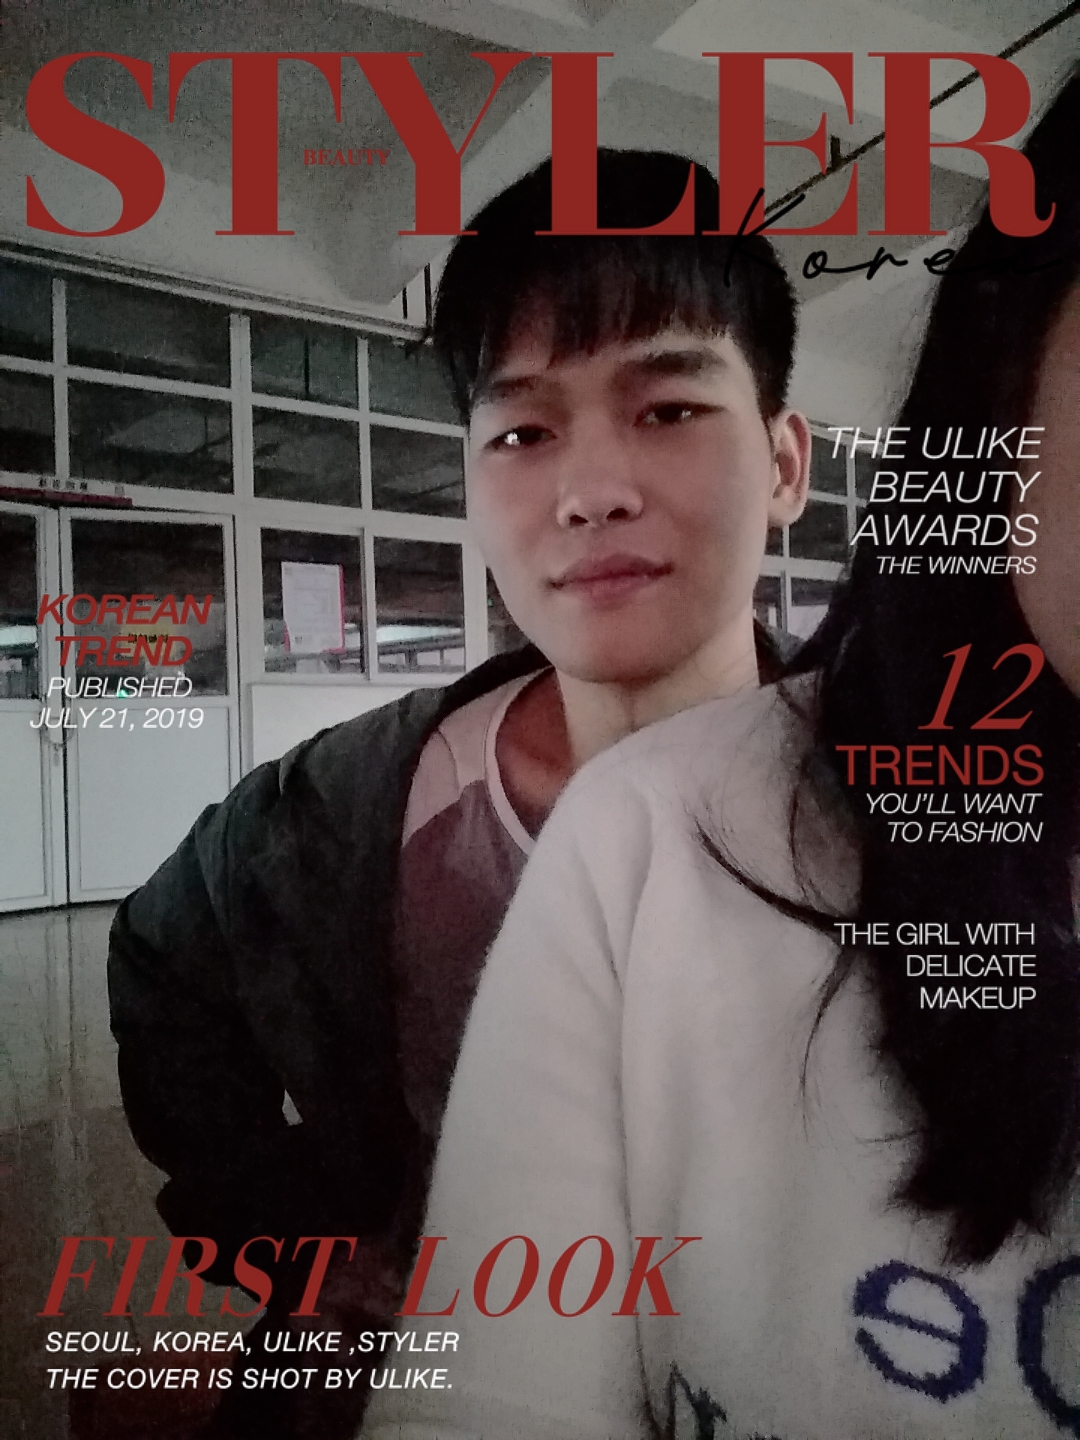 STYLER
BEAUTY
Korea
THE ULIKE
BEAUTY
AWARDS
THE WINNERS
KOREAN
TREND
PUBLISHED
JULY 21, 2019
12
TRENDS
YOU'LL WANT
TO FASHION
THE GIRL WITH
DELICATE
MAKEUP
FIRST LOOK
SEOUL, KOREA, ULIKE ,STYLER
THE COVER IS SHOT BY ULIKE.